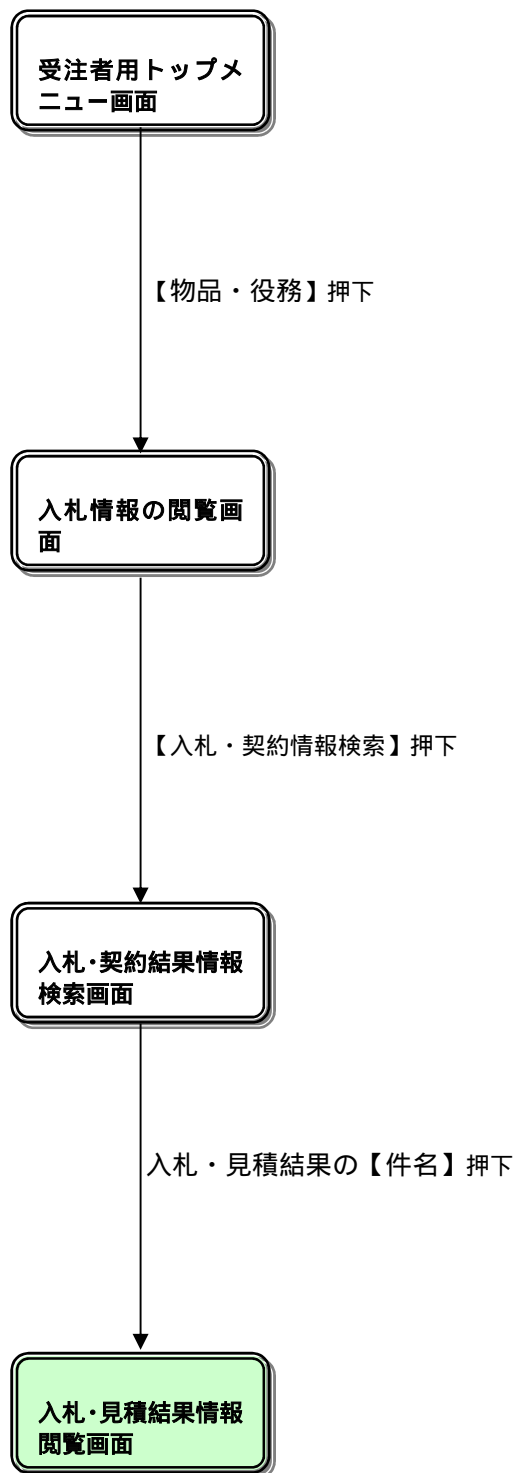 受注者用トップメ
ニュー画面
【物品・役務】押下
入札情報の閲覧画
面
【入札・契約情報検索】押下
入札･契約結果情報
検索画面
入札・見積結果の【件名】押下
入札･見積結果情報
閲覧画面